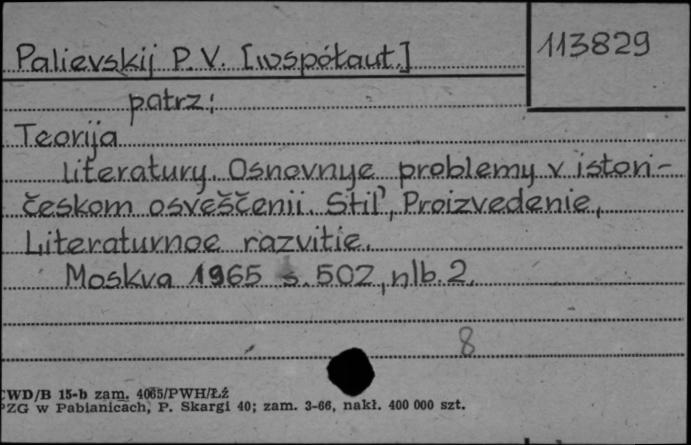 Palievskij P.V. [współaut.]
113829
patrz:
Teorija
literatury. Osnovnye problemy v istori-
českom osveščenii. Stil', Proizvedenie,
Literaturnoe razvitie.
Moskva 1965 s. 502, nlb. 2.
8
CWD/B 15-b zam. 4065/PWH/Łź
PZG w Pabianicach, P. Skargi 40; zam. 3-66, nakł. 400 000 szt.